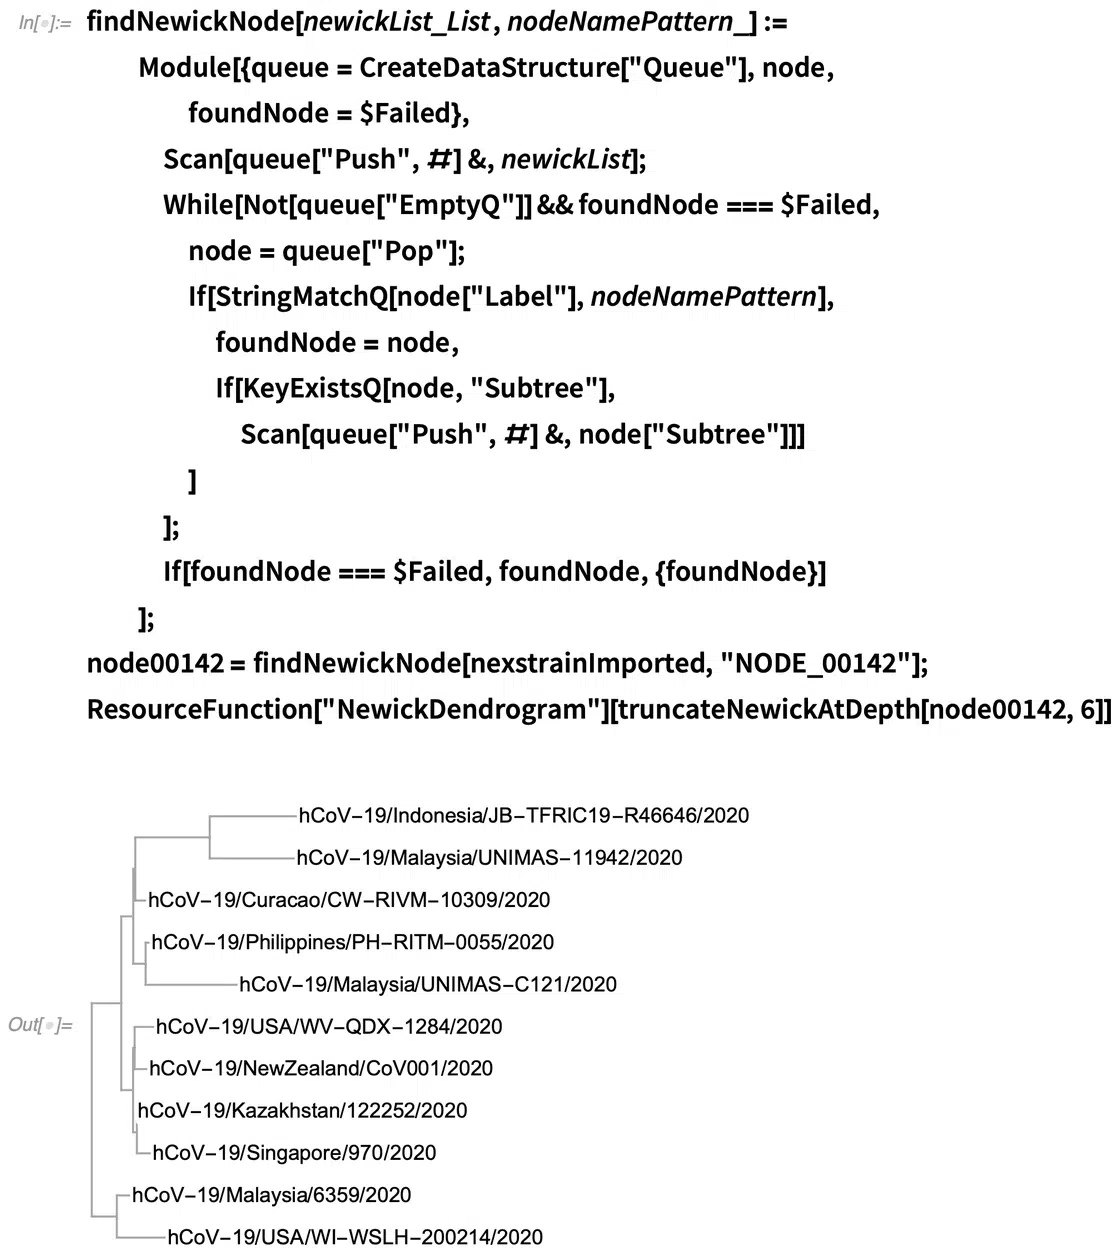 In[•]:= findNewickNode[newickList_List, nodeNamePattern_] :=
Module[{queue = CreateDataStructure["Queue"], node,
foundNode = $Failed},
Scan[queue["Push", #] &, newickList];
While[Not[queue["EmptyQ"]] && foundNode === $Failed,
node = queue["Pop"];
If[StringMatchQ[node["Label"], nodeNamePattern],
foundNode = node,
If[KeyExistsQ[node, "Subtree"],
Scan[queue["Push", #] &, node["Subtree"]]]
]
];
If[foundNode === $Failed, foundNode, {foundNode}]
];
node00142 = findNewickNode[nexstrainImported, "NODE_00142"];
ResourceFunction["NewickDendrogram"][truncateNewickAtDepth[node00142, 6]]
hCoV-19/Indonesia/JB-TFRIC19-R46646/2020
hCoV-19/Malaysia/UNIMAS-11942/2020
hCoV-19/Curacao/CW-RIVM-10309/2020
hCoV-19/Philippines/PH-RITM-0055/2020
hCoV-19/Malaysia/UNIMAS-C121/2020
Out[•]=
hCoV-19/USA/WV-QDX-1284/2020
hCoV-19/NewZealand/CoV001/2020
hCoV-19/Kazakhstan/122252/2020
hCoV-19/Singapore/970/2020
hCoV-19/Malaysia/6359/2020
hCoV-19/USA/WI-WSLH-200214/2020